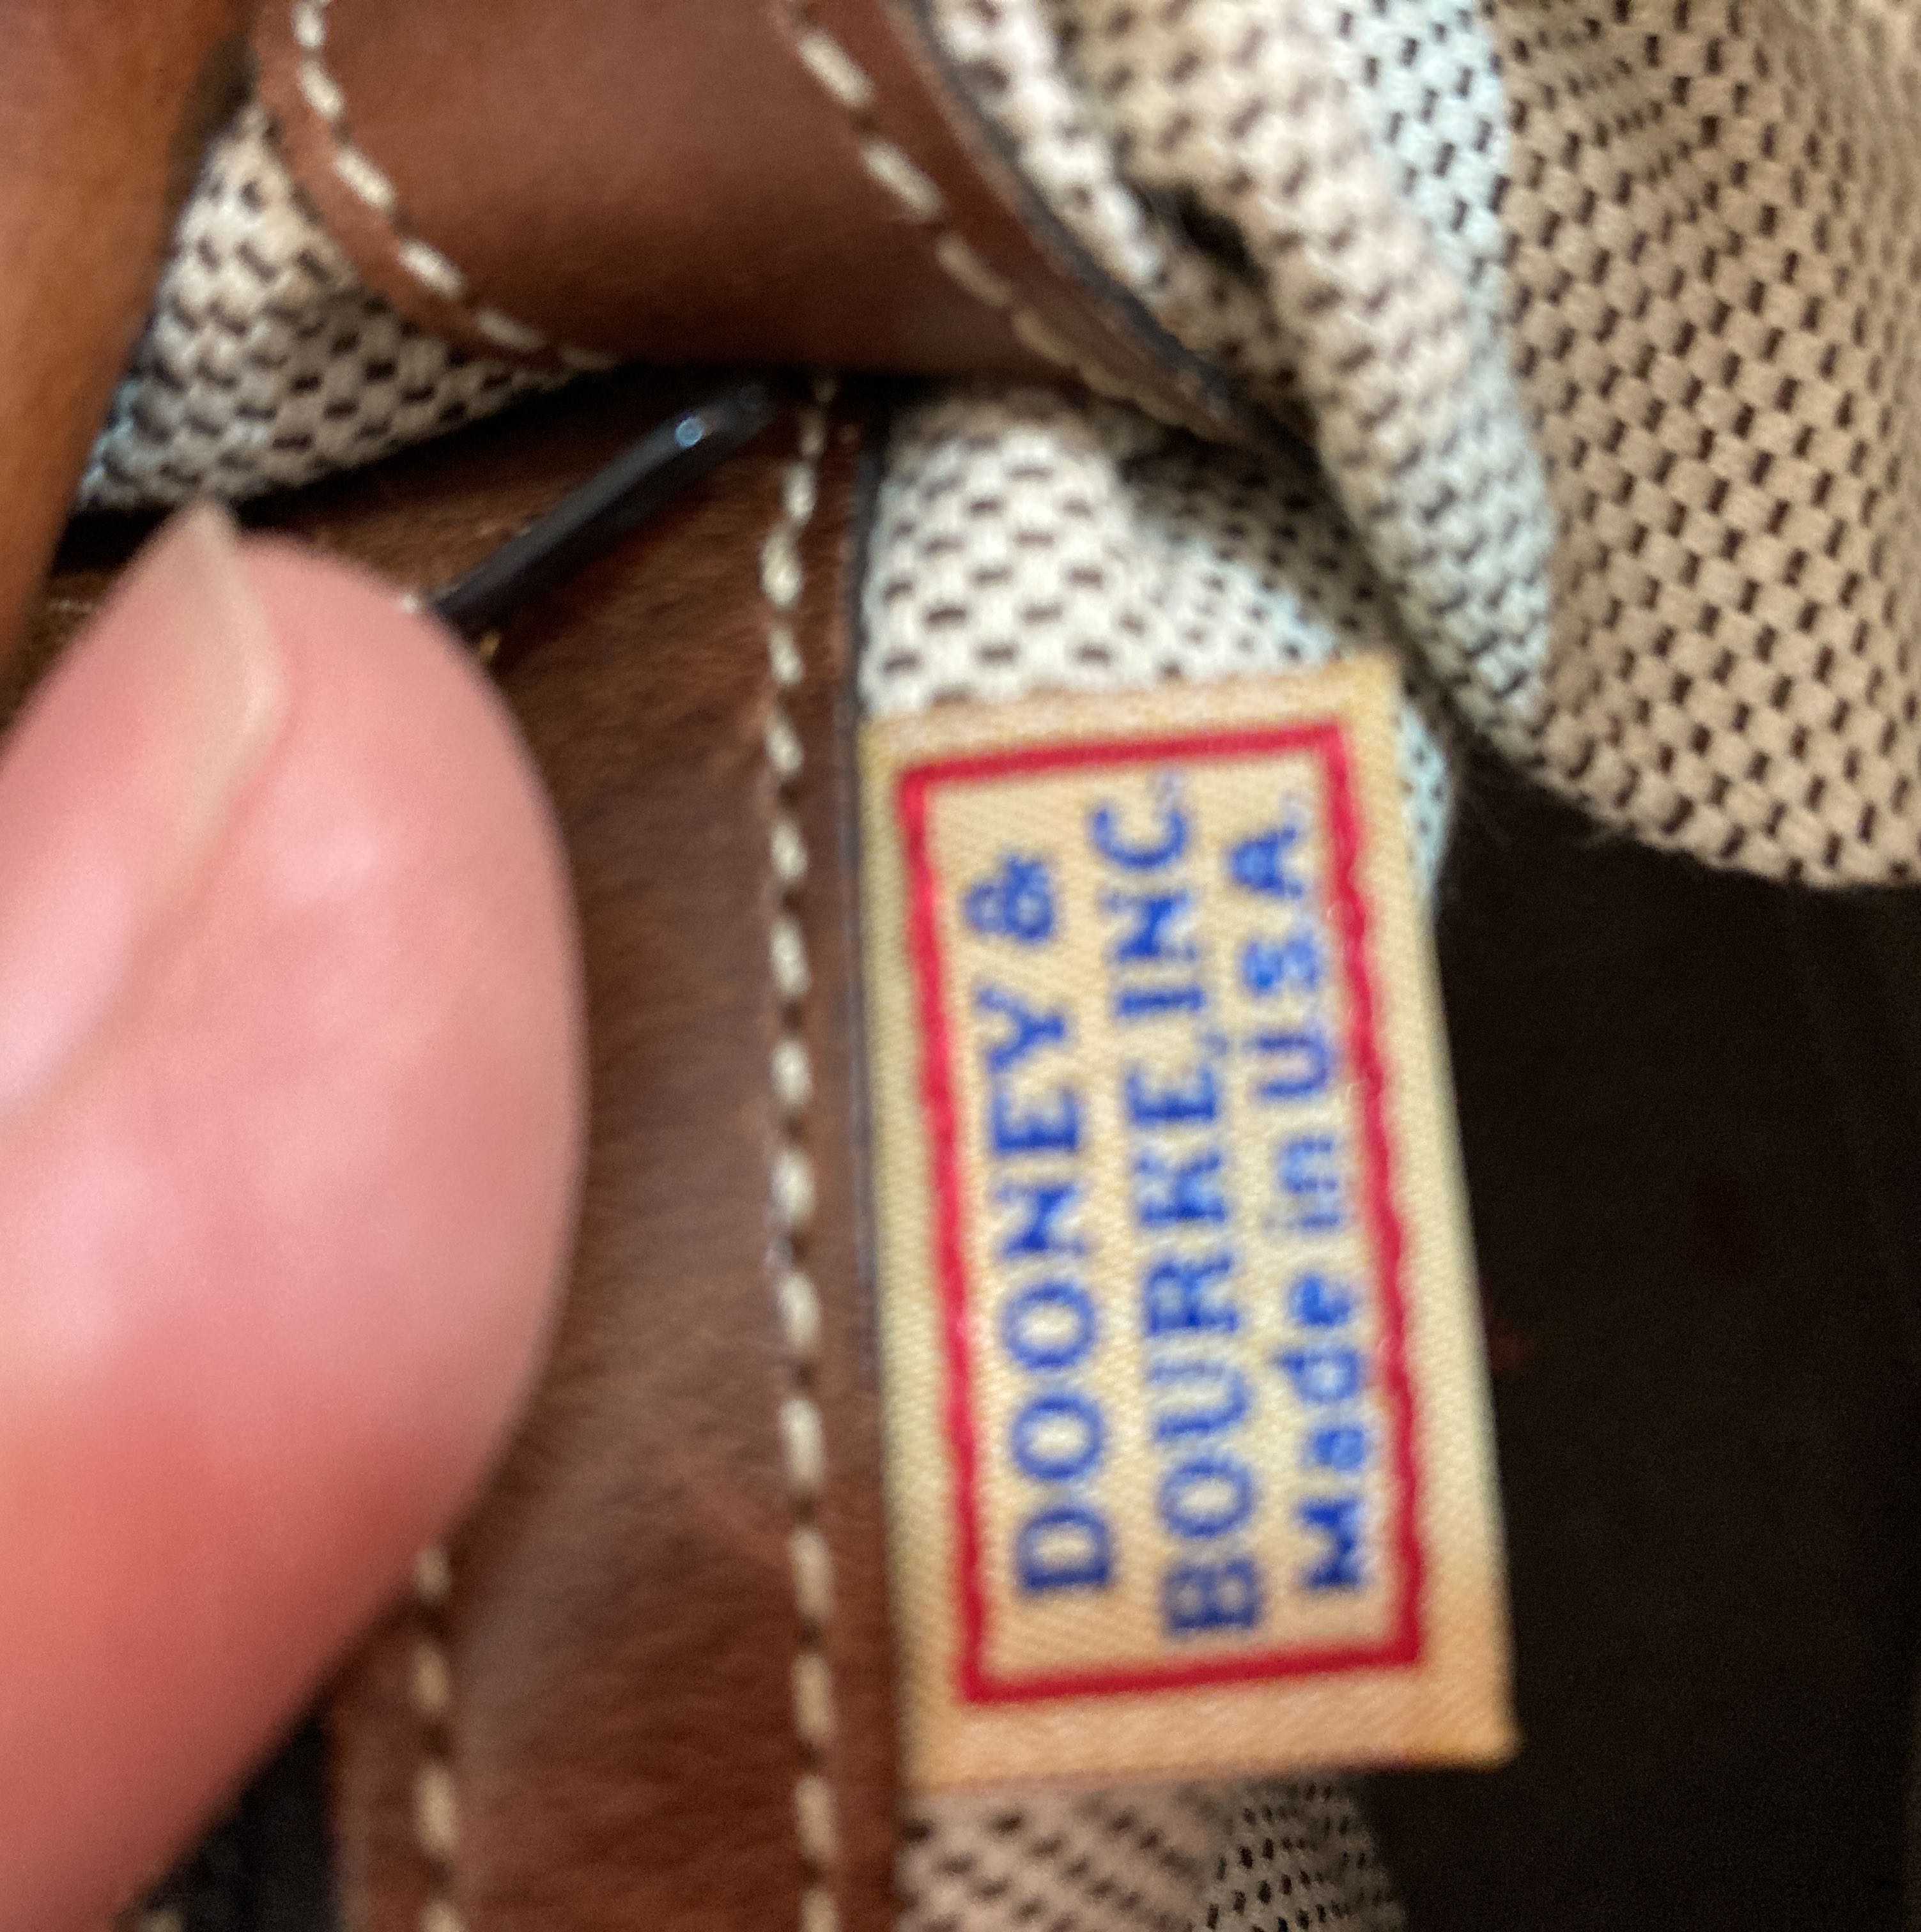 DOONEY &
BOURKE, INC.
Made in U.S.A.